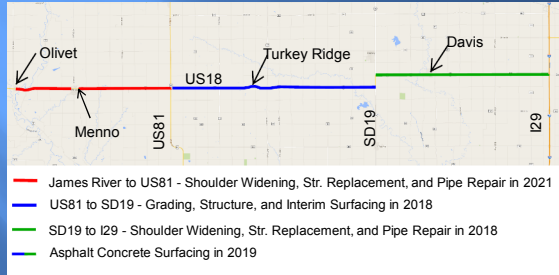 Olivet
Turkey Ridge
Davis
US18
Menno
US81
SD19
I29
James River to US81 - Shoulder Widening, Str. Replacement, and Pipe Repair in 2021
US81 to SD19 - Grading, Structure, and Interim Surfacing in 2018
SD19 to I29 - Shoulder Widening, Str. Replacement, and Pipe Repair in 2018
Asphalt Concrete Surfacing in 2019